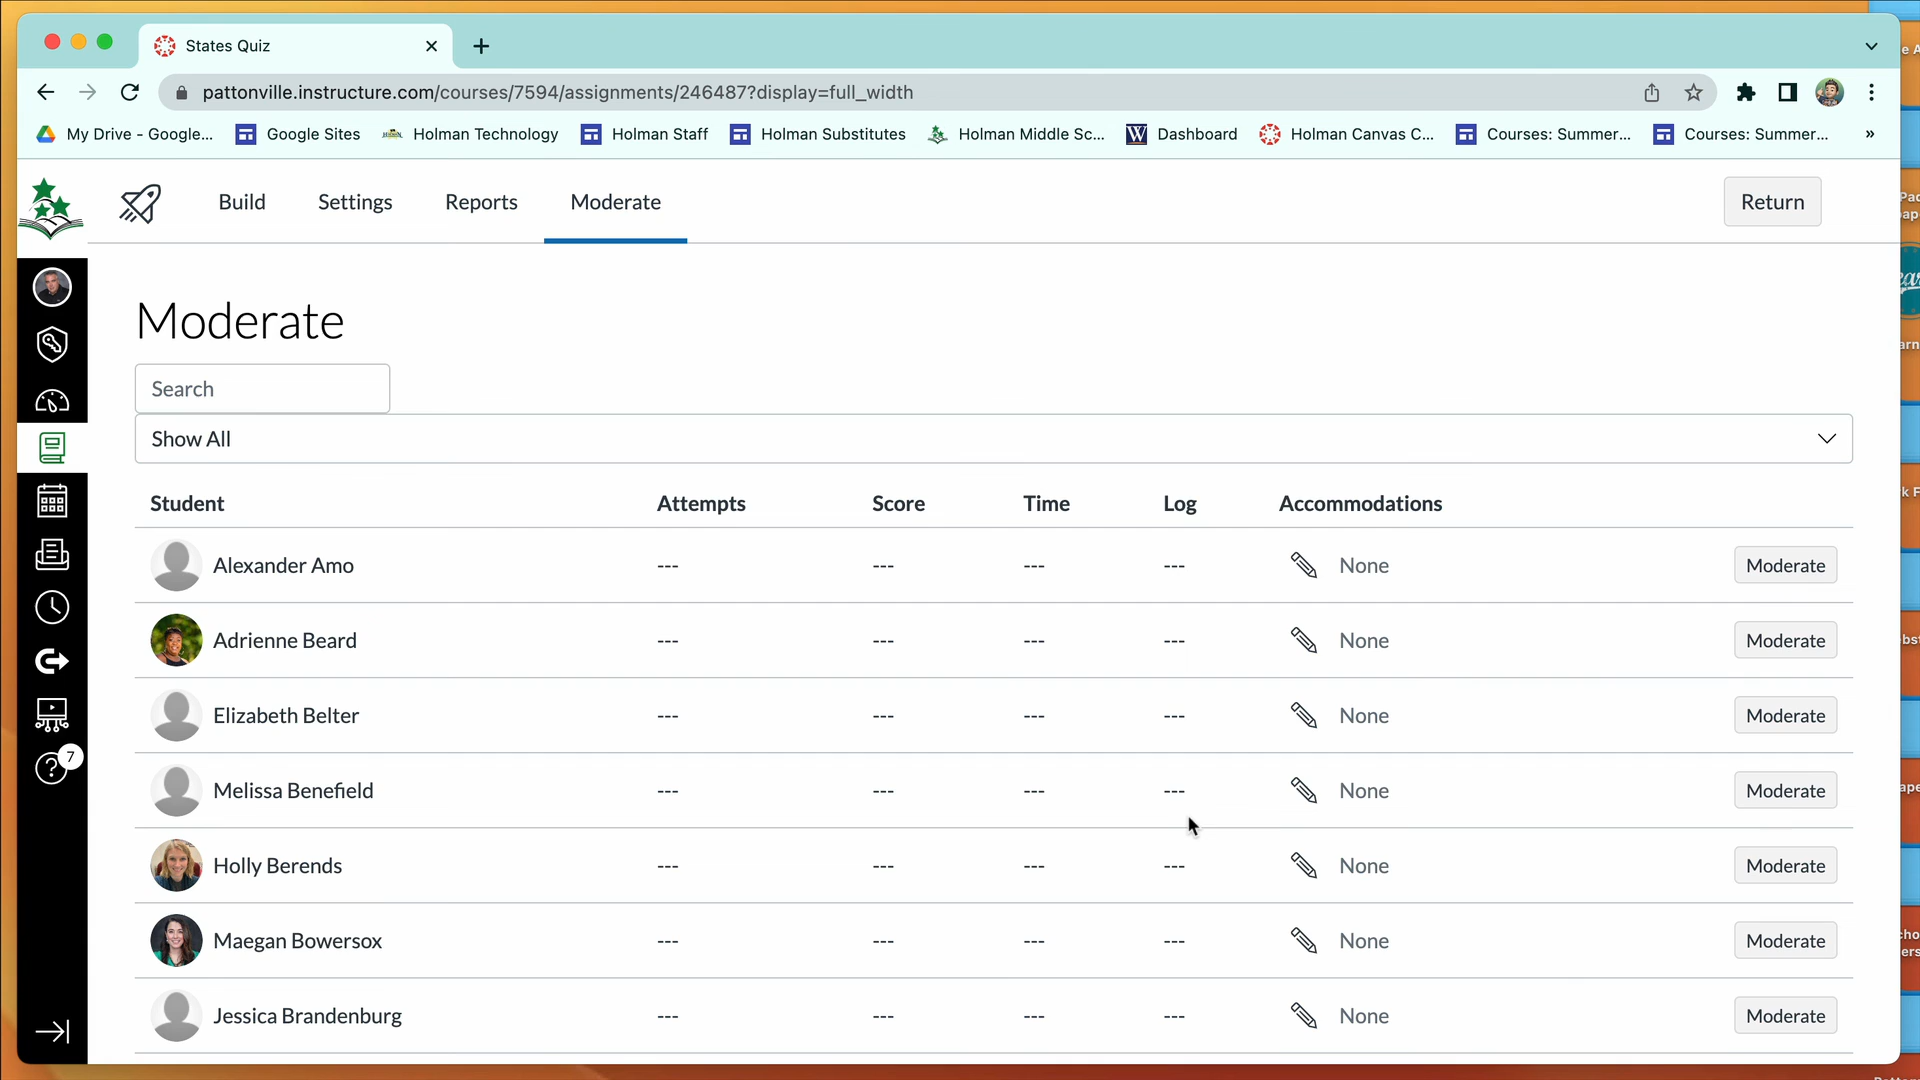 States Quiz
pattonville.instructure.com/courses/7594/assignments/246487?display=full_width
My Drive - Google... Google Sites Holman Technology Holman Staff Holman Substitutes Holman Middle Sc... Dashboard Holman Canvas C... Courses: Summer... Courses: Summer... »
Build Settings Reports Moderate Return
Moderate
Search
Show All
Student Attempts Score Time Log Accommodations
Alexander Amo --- --- --- --- None Moderate
Adrienne Beard --- --- --- --- None Moderate
Elizabeth Belter --- --- --- --- None Moderate
Melissa Benefield --- --- --- --- None Moderate
7
Holly Berends --- --- --- --- None Moderate
Maegan Bowersox --- --- --- --- None Moderate
Jessica Brandenburg --- --- --- --- None Moderate